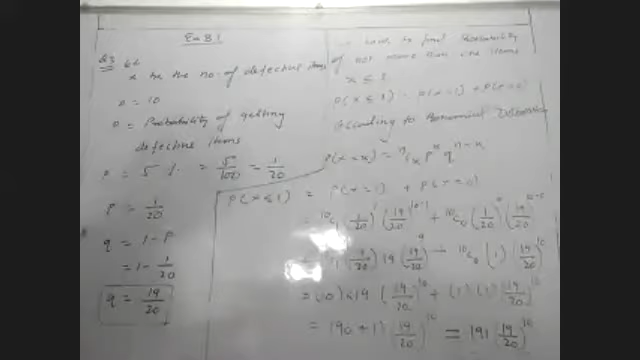 Ex 8.1
Q3 let
x be the no. of defective items
n = 10
P = Probability of getting
defective items
P = 5 % = 5/100 = 1/20
P = 1/20
q = 1 - P
= 1 - 1/20
q = 19/20
to find Probability
of not more than one items
x ≤ 1
P(x ≤ 1) = P(x = 1) + P(x = 0)
According to Binomial Distribution
P(x = x) = ⁿCₓ Pˣ qⁿ⁻ˣ
P(x ≤ 1) = P(x = 1) + P(x = 0)
= ¹⁰C₁ (1/20)¹ (19/20)¹⁰⁻¹ + ¹⁰C₀ (1/20)⁰ (19/20)¹⁰⁻⁰
(19/20)⁹ + ¹⁰C₀ (1) (19/20)¹⁰
= (10) (19/20)¹⁰ + (1) (1) (19/20)¹⁰
= 190 + 1) (19/20)¹⁰ = 191 (19/20)¹⁰